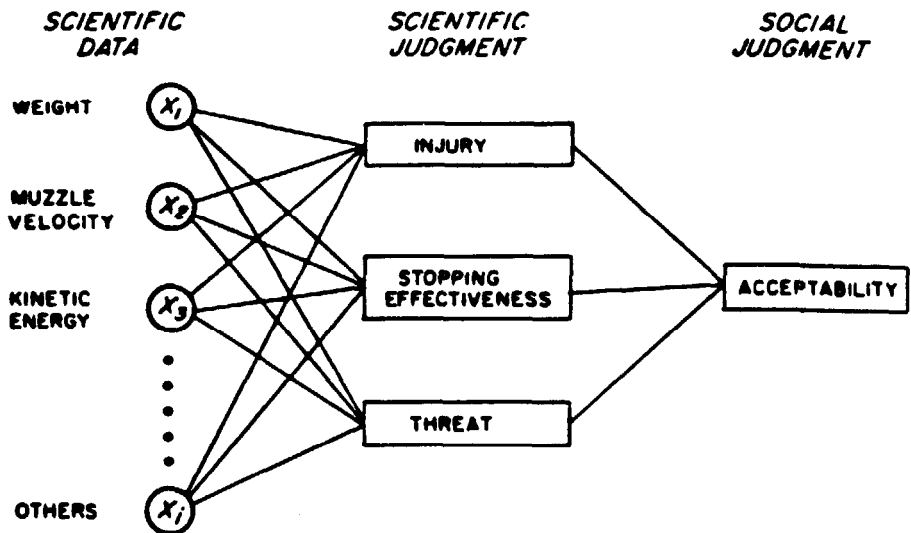 SCIENTIFIC DATA
SCIENTIFIC JUDGMENT
SOCIAL JUDGMENT
WEIGHT
X1
INJURY
MUZZLE
VELOCITY
X2
STOPPING
EFFECTIVENESS
ACCEPTABILITY
KINETIC
ENERGY
X3
THREAT
OTHERS
Xi